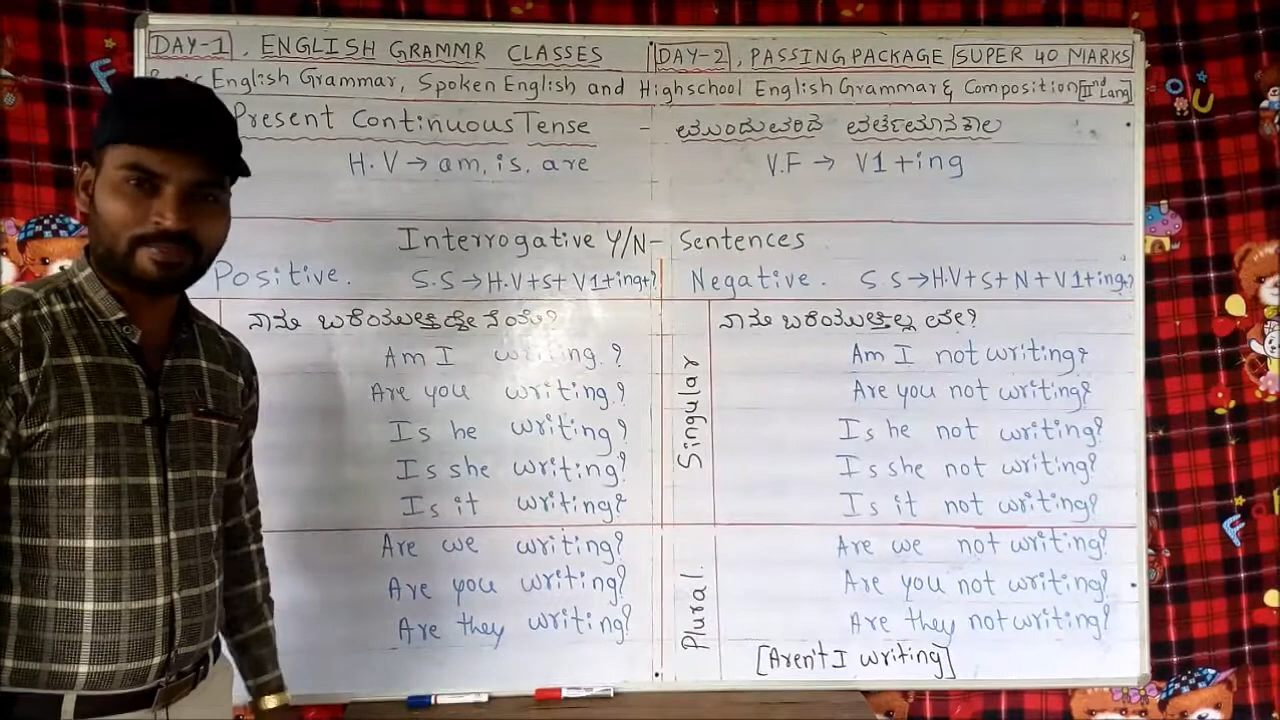 DAY-1. ENGLISH GRAMMR CLASSES DAY-2, PASSING PACKAGE SUPER 40 MARKS
English Grammar, Spoken English and Highschool English Grammar & Composition [IInd Lang]
Present Continuous Tense - ವರ್ತಮಾನಕಾಲ
H.V → am, is, are V.F → V1+ing
Interrogative Y/N- Sentences
Positive. S.S → H.V+S+V1+ing+? Negative. S.S → H.V+S+N+V1+ing+?
ನಾನು ನಾನು
Am I writing.? Am I not writing?
Are you writing.? Are you not writing?
Is he writing? Is he not writing?
Singular
Is she writing? Is she not writing?
Is it writing? Is it not writing?
Are we writing? Are we not writing?
Are you writing? Are you not writing?
Plural.
Are they writing? Are they not writing?
[Aren't I writing]